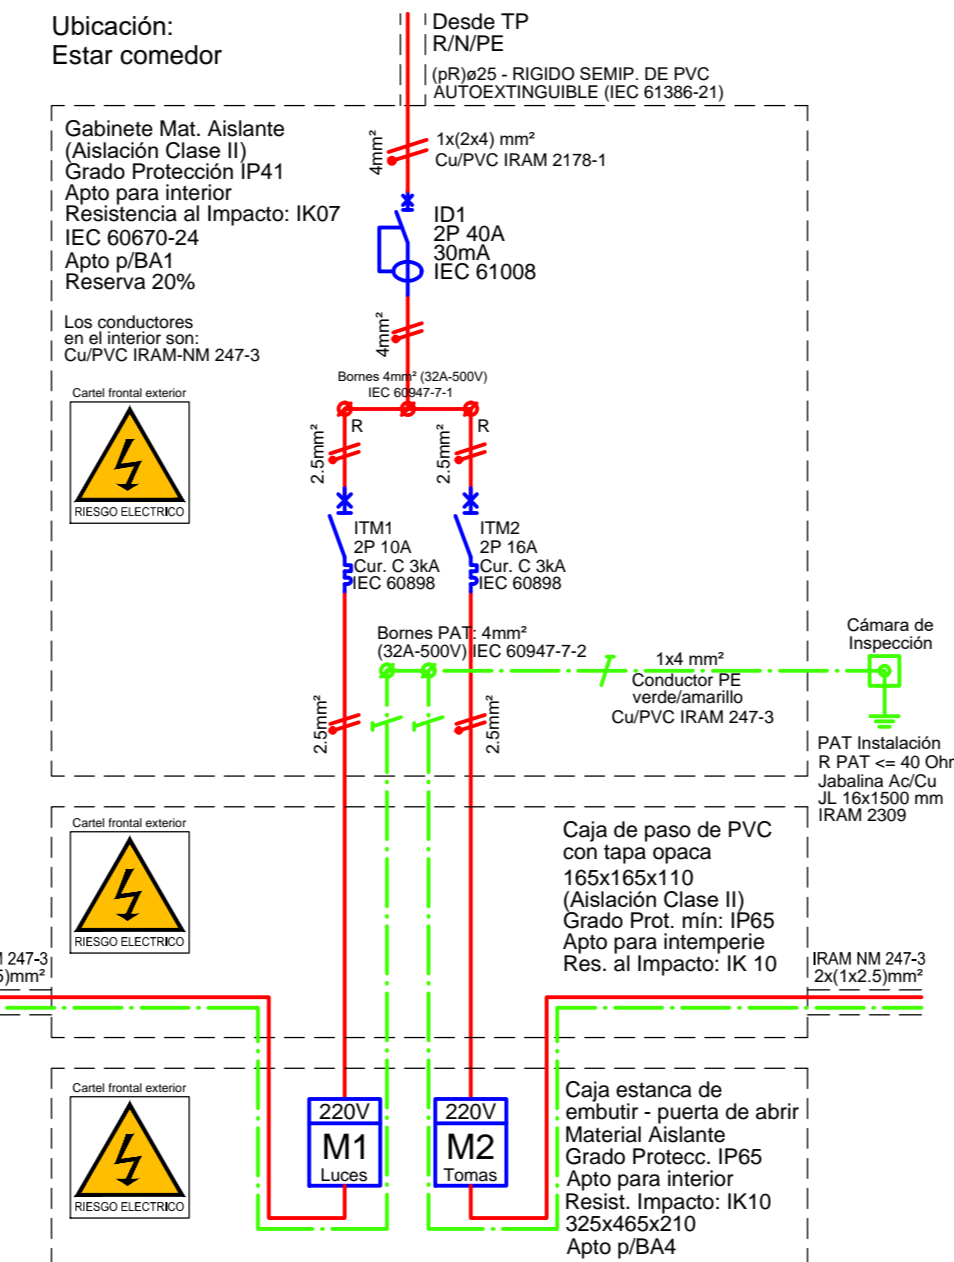 Ubicación:
Estar comedor
Desde TP
R/N/PE
(pR)ø25 - RIGIDO SEMIP. DE PVC
AUTOEXTINGUIBLE (IEC 61386-21)
Gabinete Mat. Aislante
(Aislación Clase II)
Grado Protección IP41
Apto para interior
Resistencia al Impacto: IK07
IEC 60670-24
Apto p/BA1
Reserva 20%
4mm²
1x(2x4) mm²
Cu/PVC IRAM 2178-1
ID1
2P 40A
30mA
IEC 61008
Los conductores
en el interior son:
Cu/PVC IRAM-NM 247-3
4mm²
Bornes 4mm² (32A-500V)
IEC 60947-7-1
Cartel frontal exterior
RIESGO ELECTRICO
R
R
2.5mm²
2.5mm²
ITM1
2P 10A
Cur. C 3kA
IEC 60898
ITM2
2P 16A
Cur. C 3kA
IEC 60898
Bornes PAT: 4mm²
(32A-500V) IEC 60947-7-2
1x4 mm²
Conductor PE
verde/amarillo
Cu/PVC IRAM 247-3
Cámara de
Inspección
2.5mm²
2.5mm²
PAT Instalación
R PAT <= 40 Ohm
Jabalina Ac/Cu
JL 16x1500 mm
IRAM 2309
Cartel frontal exterior
RIESGO ELECTRICO
Caja de paso de PVC
con tapa opaca
165x165x110
(Aislación Clase II)
Grado Prot. mín: IP65
Apto para intemperie
Res. al Impacto: IK 10
M 247-3
5)mm²
IRAM NM 247-3
2x(1x2.5)mm²
Cartel frontal exterior
RIESGO ELECTRICO
220V
M1
Luces
220V
M2
Tomas
Caja estanca de
embutir - puerta de abrir
Material Aislante
Grado Protecc. IP65
Apto para interior
Resist. Impacto: IK10
325x465x210
Apto p/BA4